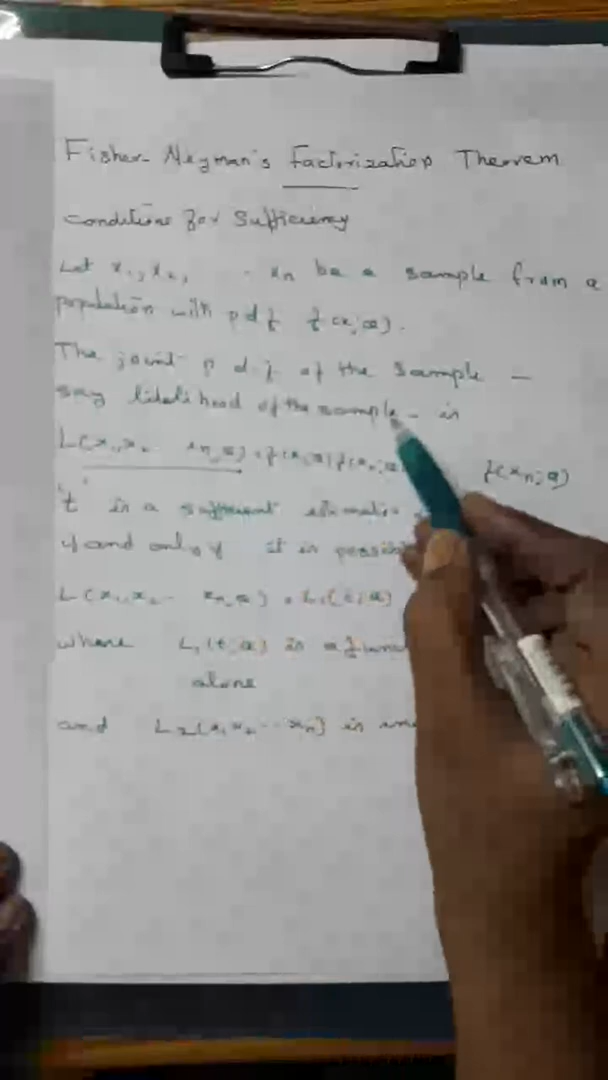 Fisher-Neyman's Factorization Theorem
Conditions for Sufficiency
Let x₁, x₂, . xn be a sample from a
population with pdf f(x;θ).
The joint p d.f of the sample —
say likelihood of the sample - is
L(x₁, x₂ xn,θ) = f(x₁;θ) f(x₂;θ) f(xn;θ)
't' is a sufficient
if and only if it is
L(x₁, x₂ - xn,θ) = L₁(t;θ)
where L₁(t;θ) is a
alone
and L₂(x₁ x₂ --- xn) is